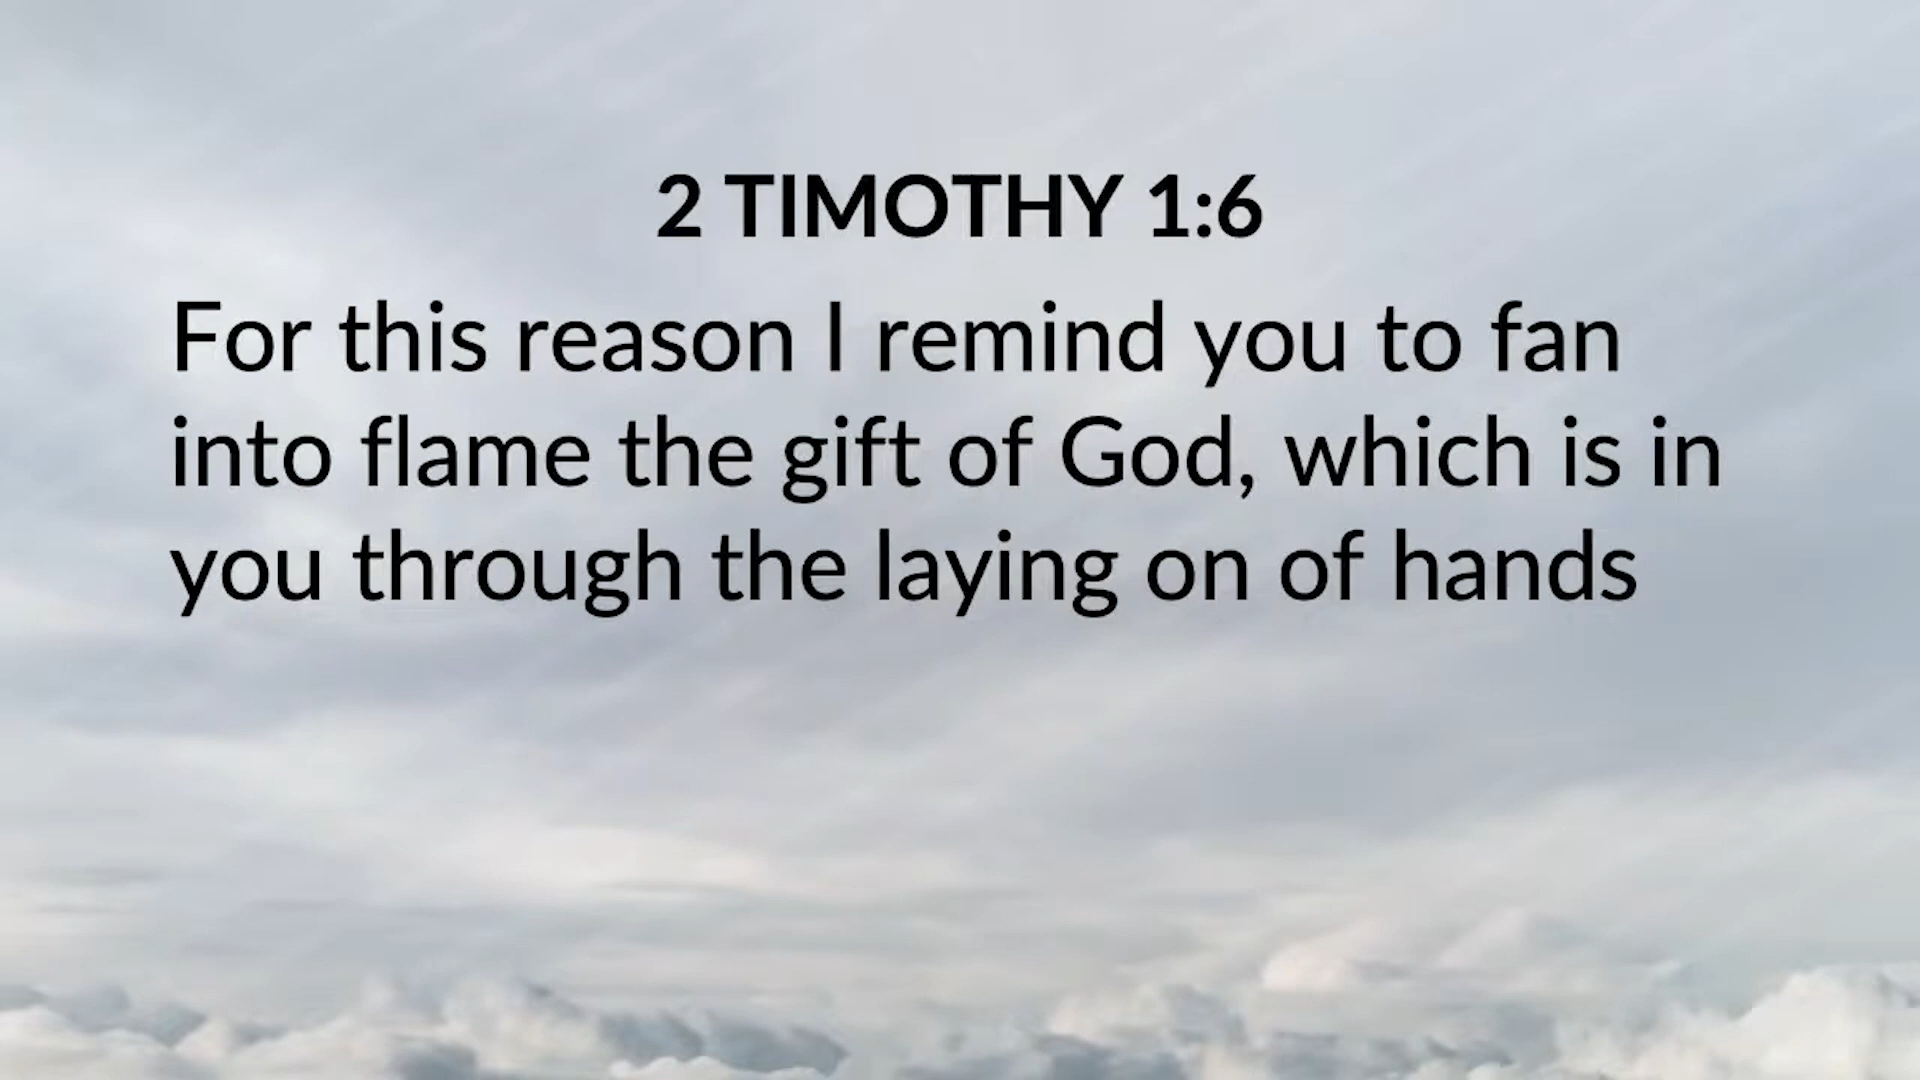 2 TIMOTHY 1:6
For this reason I remind you to fan
into flame the gift of God, which is in
you through the laying on of hands